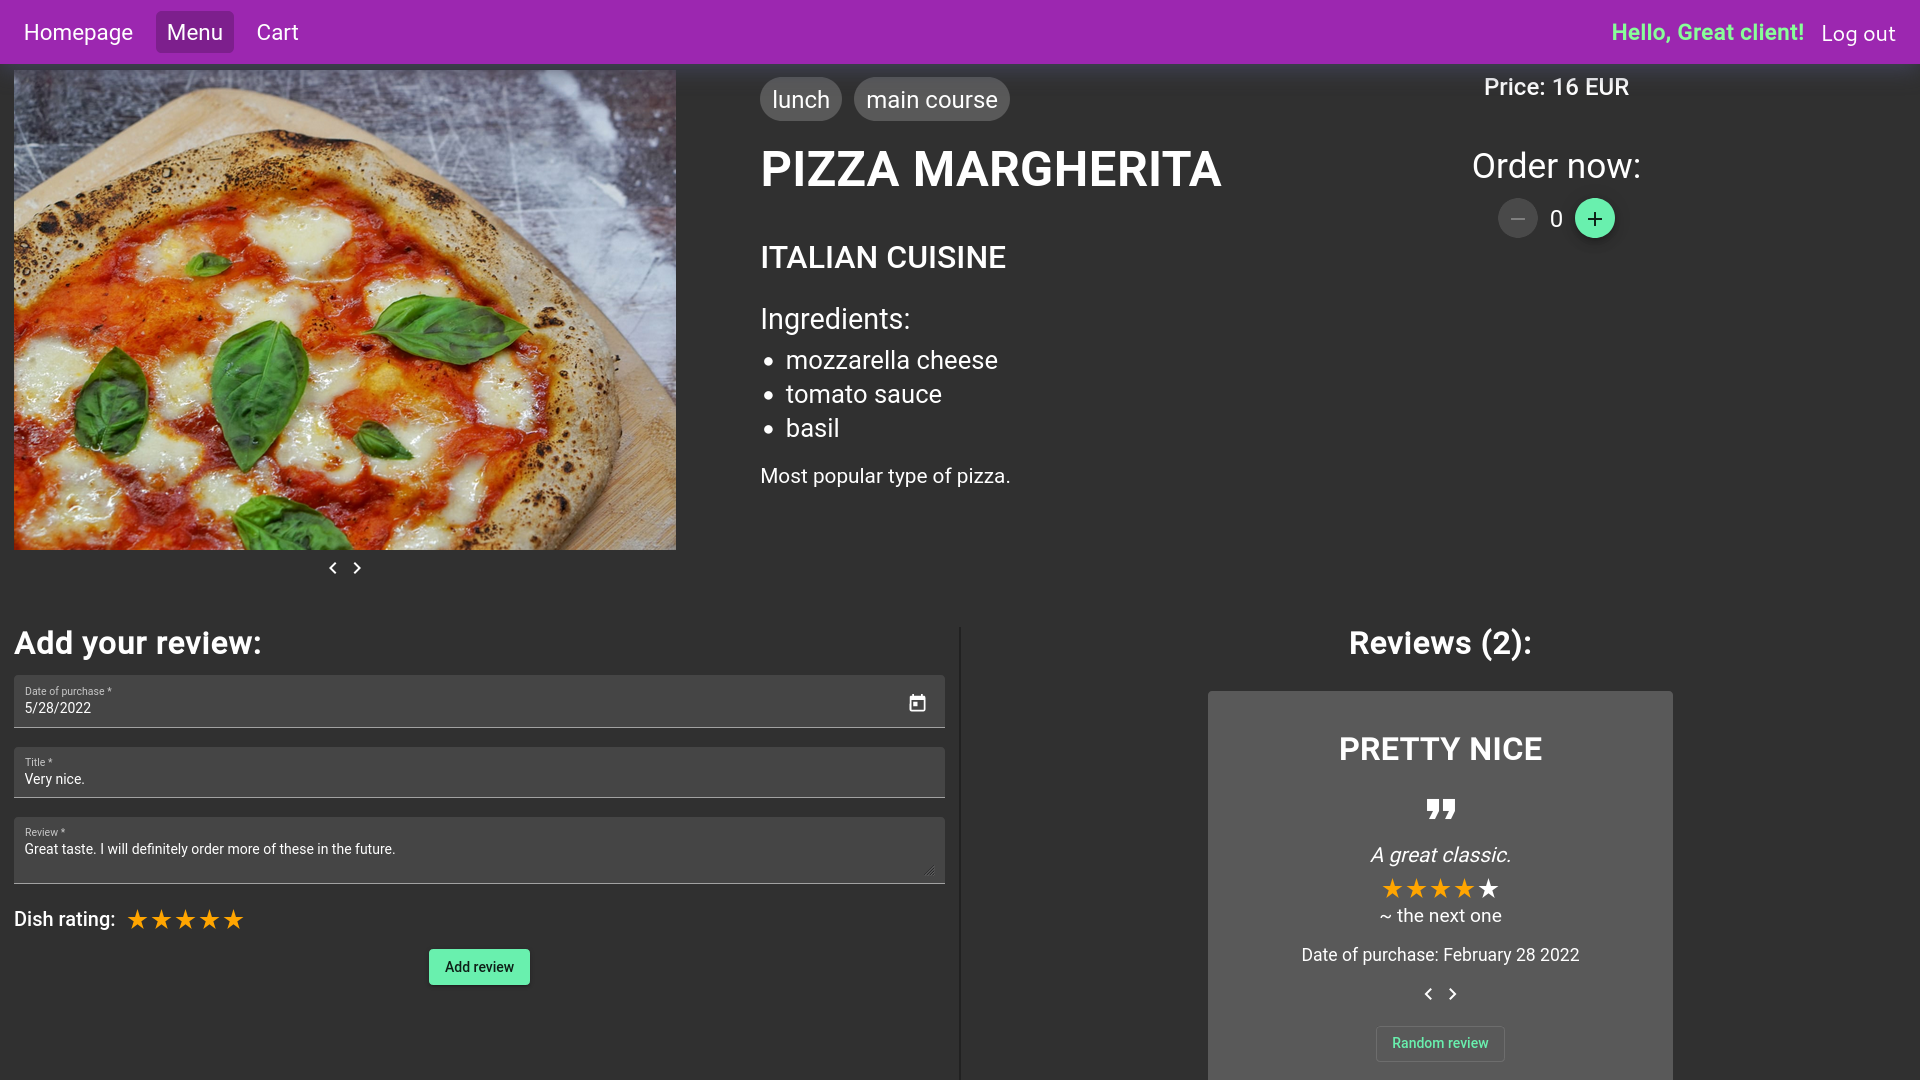 Homepage Menu Cart Hello, Great client! Log out
lunch main course
PIZZA MARGHERITA
ITALIAN CUISINE
Ingredients:
mozzarella cheese
tomato sauce
basil
Most popular type of pizza.
Price: 16 EUR
Order now:
0
Add your review:
Date of purchase *
5/28/2022
Title *
Very nice.
Review *
Great taste. I will definitely order more of these in the future.
Dish rating:
Add review
Reviews (2):
PRETTY NICE
A great classic.
~ the next one
Date of purchase: February 28 2022
Random review